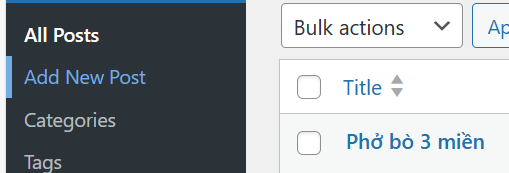 All Posts
Add New Post
Categories
Tags
Bulk actions
Ap
Title
Phở bò 3 miền